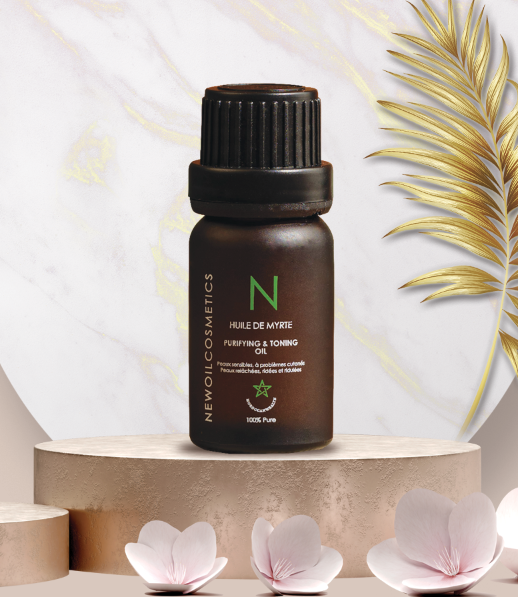 NEWOILCOSMETICS
N
HUILE DE MYRTE
PURIFYING & TONING
OIL
Peaux sensibles, à problèmes cutanés
Peaux relâchées, ridées et ridulées
100% Pure